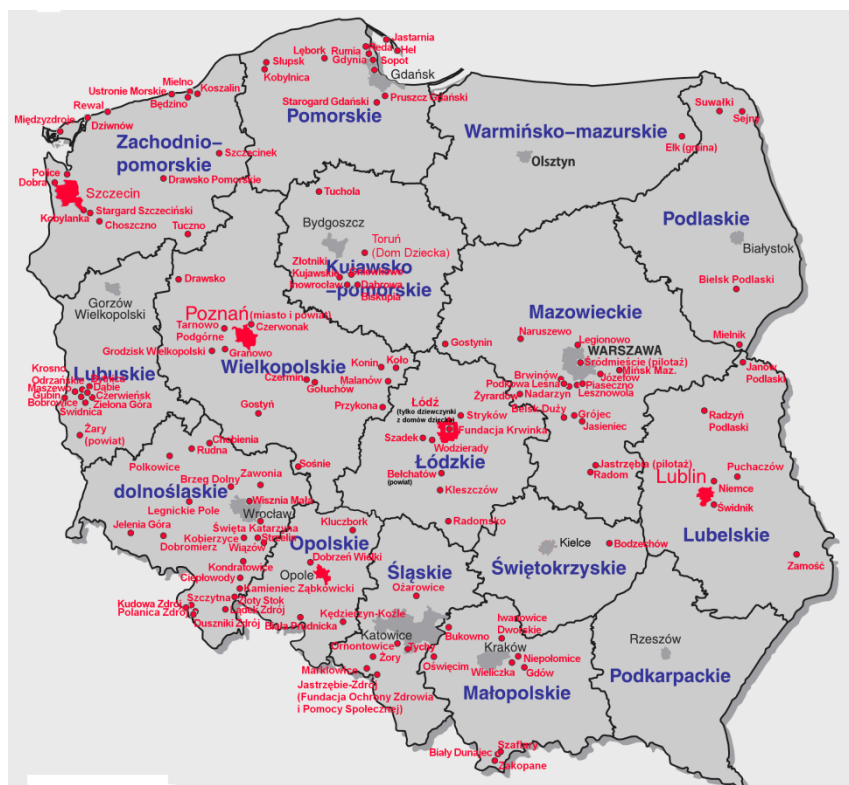 Jastarnia
Lębork
Rumia
Reda
Hel
Słupsk
Gdynia
Sopot
Kobylnica
Gdańsk
Mielno
Koszalin
Ustronie Morskie
Będzino
Starogard Gdański
Pruszcz Gdański
Rewal
Międzyzdroje
Dziwnów
Pomorskie
Suwałki
Sejny
Warmińsko–mazurskie
Ełk (gmina)
Zachodnio–
pomorskie
Szczecinek
Olsztyn
Police
Dobra
Drawsko Pomorskie
Szczecin
Tuchola
Stargard Szczeciński
Kobylanka
Choszczno
Tuczno
Bydgoszcz
Podlaskie
Białystok
Toruń
(Dom Dziecka)
Złotniki
Kujawskie
Kujawsko
–pomorskie
Inowrocław
Dąbrowa
Biskupia
Drawsko
Gorzów
Wielkopolski
Bielsk Podlaski
Mazowieckie
Poznań
(miasto i powiat)
Tarnowo
Podgórne
Czerwonak
Grodzisk Wielkopolski
Granowo
Wielkopolskie
Naruszewo
Legionowo
Gostynin
WARSZAWA
Mielnik
Śródmieście (pilotaż)
Mińsk Maz.
Janów
Podlaski
Konin
Koło
Krosno
Odrzańskie
Lubuskie
Bytnica
Maszewo
Dąbie
Gubin
Czerwieńsk
Bobrowice
Zielona Góra
Świdnica
Czermin
Gołuchów
Malanów
Brwinów
Józefów
Podkowa Leśna
Piaseczno
Żyrardów
Nadarzyn
Lesznowola
Łódź
(tylko dziewczynki
z domów dziecka)
Przykona
Gostyń
Stryków
Fundacja Krwinka
Belsk Duży
Grójec
Jasieniec
Radzyń
Podlaski
Żary
(powiat)
Chobienia
Rudna
Szadek
Wodzierady
Łódzkie
Polkowice
Sośnie
Bełchatów
(powiat)
Jastrzębia (pilotaż)
Radom
Puchaczów
Lublin
Niemce
Brzeg Dolny
Zawonia
dolnośląskie
Kleszczów
Wisznia Mała
Legnickie Pole
Wrocław
Świdnik
Radomsko
Jelenia Góra
Święta Katarzyna
Kluczbork
Lubelskie
Kobierzyce
Strzelin
Dobromierz
Wiązów
Opolskie
Kielce
Bodzechów
Dobrzeń Wielki
Zamość
Kondratowice
Ciepłowody
Opole
Śląskie
Świętokrzyskie
Kamieniec Ząbkowicki
Ożarowice
Szczytna
Złoty Stok
Kudowa Zdrój
Lądek Zdrój
Polanica Zdrój
Duszniki Zdrój
Kędzierzyn-Koźle
Biała Prudnicka
Iwanowice
Dworskie
Katowice
Bukowno
Rzeszów
Ornontowice
Tychy
Kraków
Żory
Oświęcim
Niepołomice
Marklowice
Wieliczka
Gdów
Podkarpackie
Jastrzębie-Zdrój
(Fundacja Ochrony Zdrowia
i Pomocy Społecznej)
Małopolskie
Szaflary
Biały Dunajec
Zakopane